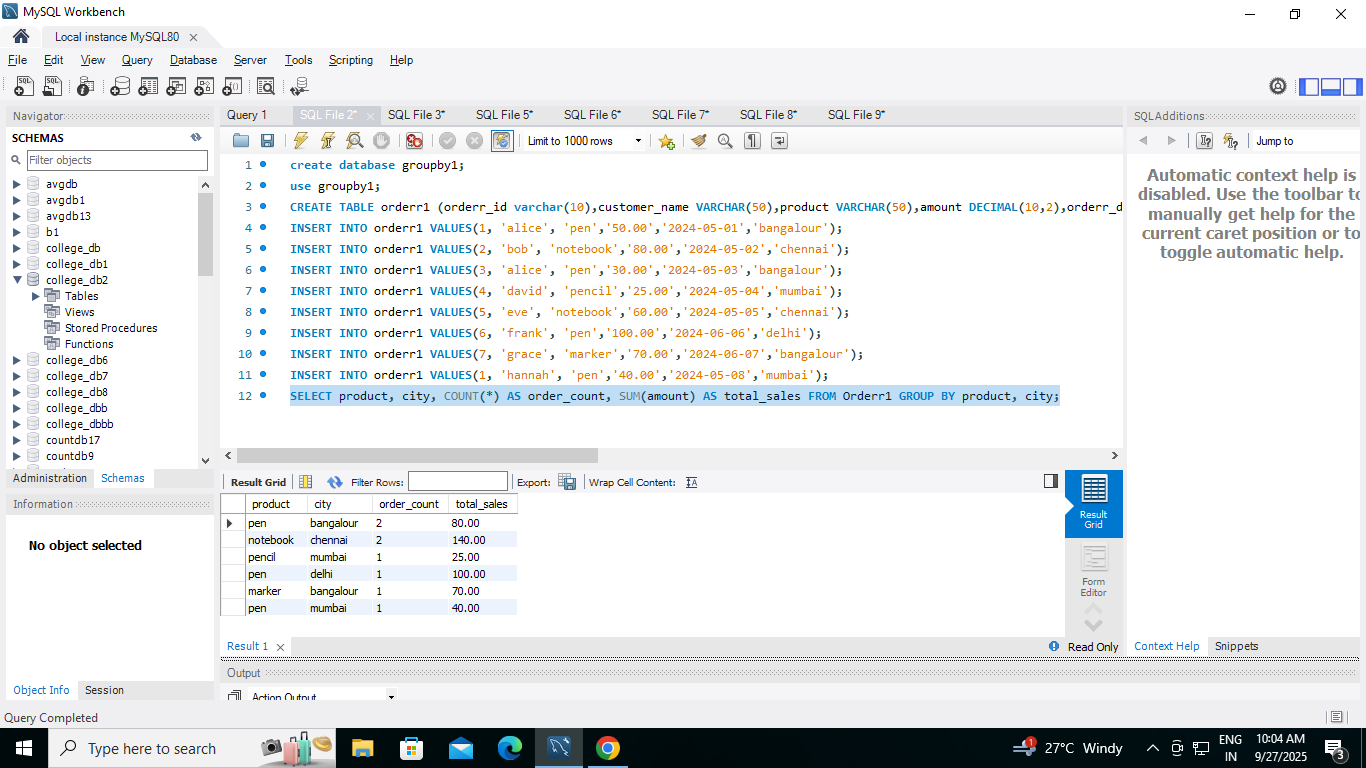 MySQL Workbench
Local instance MySQL80
File Edit View Query Database Server Tools Scripting Help
Navigator
SCHEMAS
Filter objects
avgdb
avgdb1
avgdb13
b1
college_db
college_db1
college_db2
Tables
Views
Stored Procedures
Functions
college_db6
college_db7
college_db8
college_dbb
college_dbbb
countdb17
countdb9
Administration Schemas
Information
No object selected
Object Info Session
Query 1 SQL File 2* SQL File 3* SQL File 5* SQL File 6* SQL File 7* SQL File 8* SQL File 9*
Limit to 1000 rows
1 create database groupby1;
2 use groupby1;
3 CREATE TABLE orderr1 (orderr_id varchar(10),customer_name VARCHAR(50),product VARCHAR(50),amount DECIMAL(10,2),orderr_d
4 INSERT INTO orderr1 VALUES(1, 'alice', 'pen','50.00','2024-05-01','bangalour');
5 INSERT INTO orderr1 VALUES(2, 'bob', 'notebook','80.00','2024-05-02','chennai');
6 INSERT INTO orderr1 VALUES(3, 'alice', 'pen','30.00','2024-05-03','bangalour');
7 INSERT INTO orderr1 VALUES(4, 'david', 'pencil','25.00','2024-05-04','mumbai');
8 INSERT INTO orderr1 VALUES(5, 'eve', 'notebook','60.00','2024-05-05','chennai');
9 INSERT INTO orderr1 VALUES(6, 'frank', 'pen','100.00','2024-06-06','delhi');
10 INSERT INTO orderr1 VALUES(7, 'grace', 'marker','70.00','2024-06-07','bangalour');
11 INSERT INTO orderr1 VALUES(1, 'hannah', 'pen','40.00','2024-05-08','mumbai');
12 SELECT product, city, COUNT(*) AS order_count, SUM(amount) AS total_sales FROM Orderr1 GROUP BY product, city;
Result Grid Filter Rows: Export: Wrap Cell Content:
product city order_count total_sales
pen bangalour 2 80.00
notebook chennai 2 140.00
pencil mumbai 1 25.00
pen delhi 1 100.00
marker bangalour 1 70.00
pen mumbai 1 40.00
Result
Grid
Form
Editor
Result 1
Read Only
Output
Action Output
SQLAdditions
Jump to
Automatic context help is
disabled. Use the toolbar to
manually get help for the
current caret position or to
toggle automatic help.
Context Help Snippets
Query Completed
Type here to search
1
27°C Windy
ENG
IN
10:04 AM
9/27/2025
3